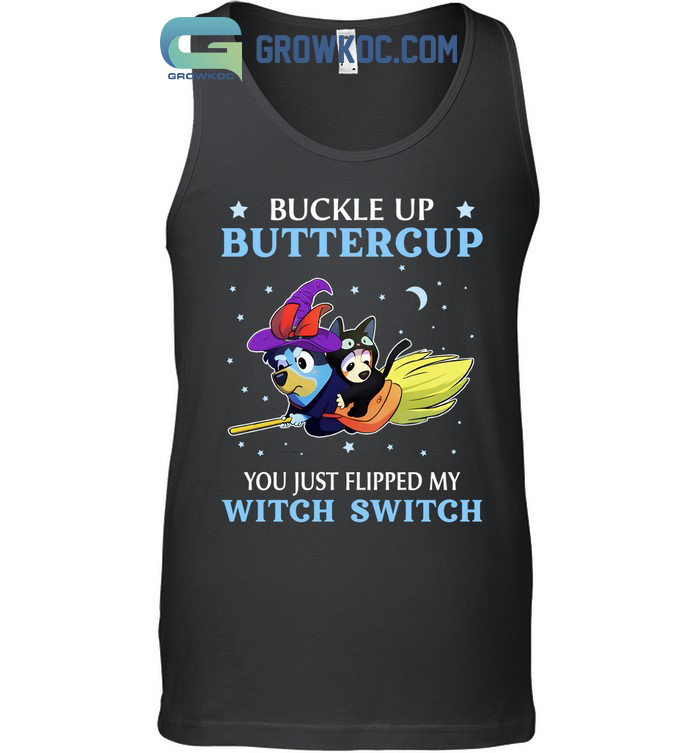 GROWKOC
GROWKOC.COM
BUCKLE UP
BUTTERCUP
YOU JUST FLIPPED MY
WITCH SWITCH